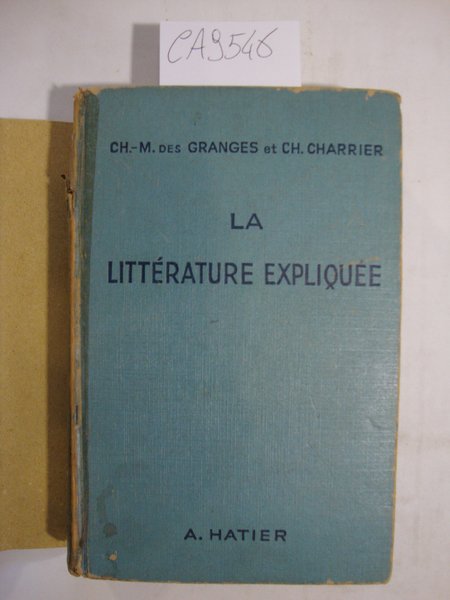 CA9546
CH.-M. DES GRANGES et CH. CHARRIER
LA
LITTÉRATURE EXPLIQUÉE
A. HATIER